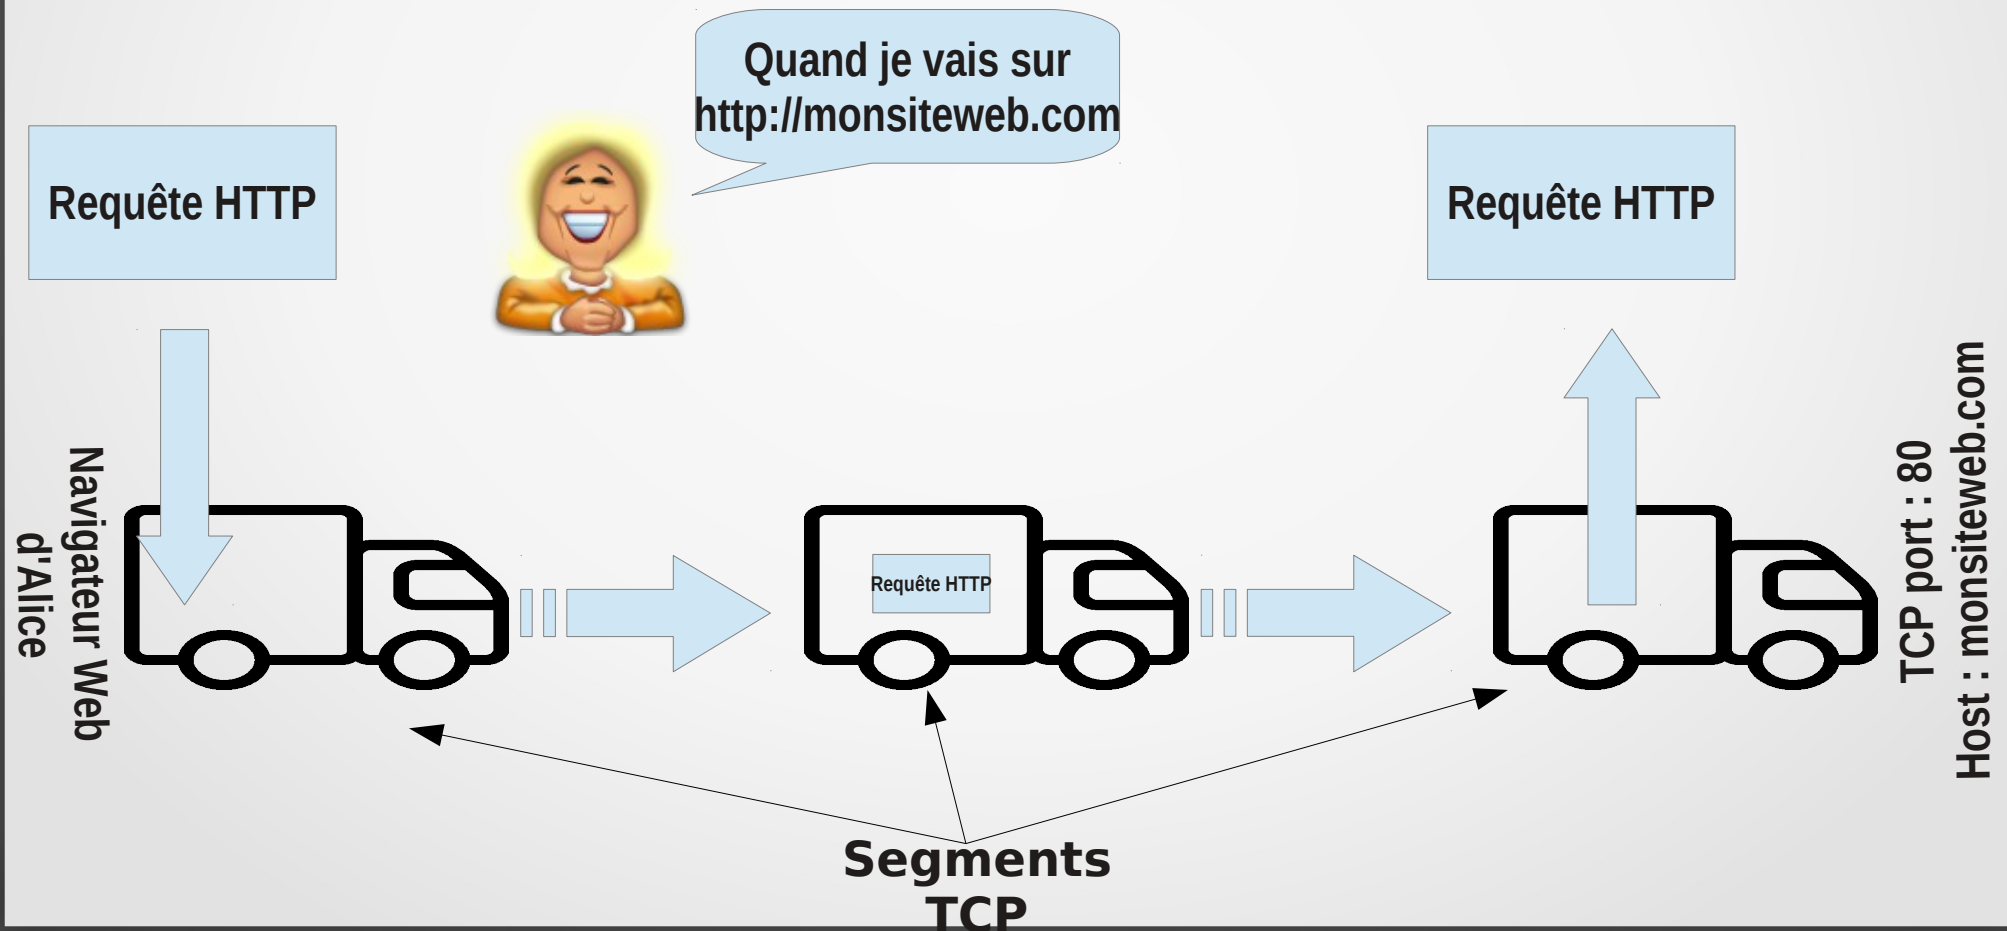 Quand je vais sur
http://monsiteweb.com
Requête HTTP
Requête HTTP
Navigateur Web
d'Alice
Requête HTTP
TCP port : 80
Host : monsiteweb.com
Segments
TCP